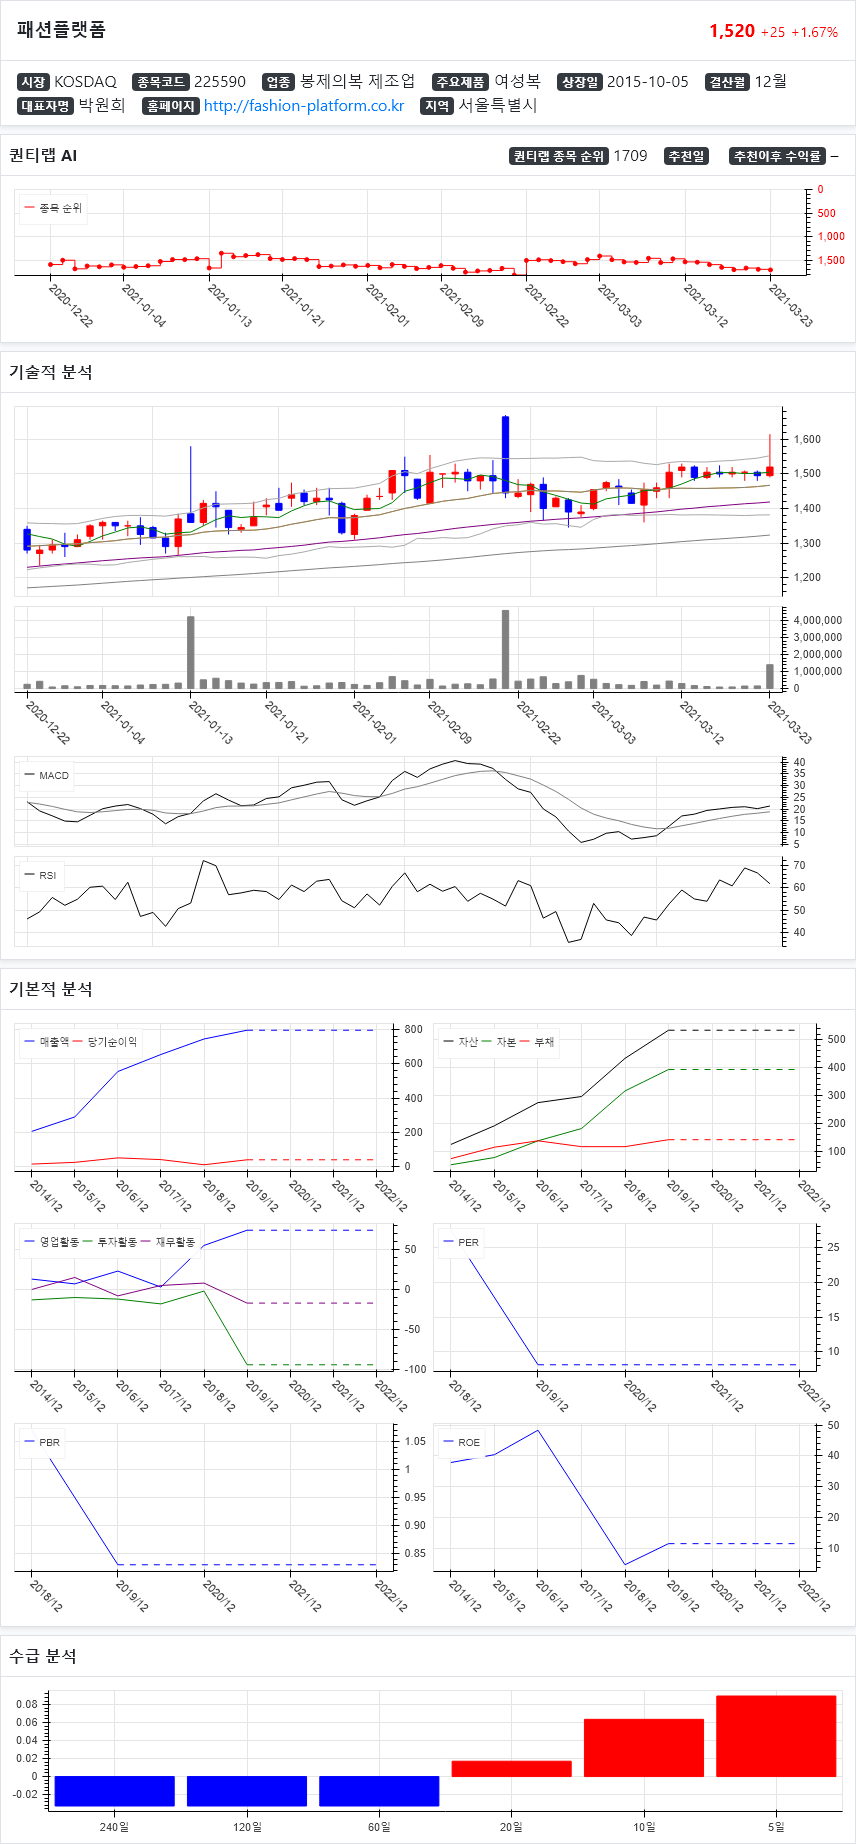 패션플랫폼
1,520 +25 +1.67%
시장 KOSDAQ 종목코드 225590 업종 봉제의복 제조업 주요제품 여성복 상장일 2015-10-05 결산월 12월
대표자명 박원희 홈페이지 http://fashion-platform.co.kr 지역 서울특별시
퀀티랩 AI
퀀티랩 종목 순위 1709 추천일 추천이후 수익률 –
종목 순위
0
500
1,000
1,500
2020-12-22 2021-01-04 2021-01-13 2021-01-21 2021-02-01 2021-02-09 2021-02-22 2021-03-03 2021-03-12 2021-03-23
기술적 분석
1,600
1,500
1,400
1,300
1,200
4,000,000
3,000,000
2,000,000
1,000,000
0
2020-12-22 2021-01-04 2021-01-13 2021-01-21 2021-02-01 2021-02-09 2021-02-22 2021-03-03 2021-03-12 2021-03-23
MACD
40
35
30
25
20
15
10
5
RSI
70
60
50
40
기본적 분석
매출액 당기순이익
800
600
400
200
0
2014/12 2015/12 2016/12 2017/12 2018/12 2019/12 2020/12 2021/12 2022/12
자산 자본 부채
500
400
300
200
100
2014/12 2015/12 2016/12 2017/12 2018/12 2019/12 2020/12 2021/12 2022/12
영업활동 투자활동 재무활동
50
0
-50
-100
2014/12 2015/12 2016/12 2017/12 2018/12 2019/12 2020/12 2021/12 2022/12
PER
25
20
15
10
2018/12 2019/12 2020/12 2021/12 2022/12
PBR
1.05
1
0.95
0.90
0.85
2018/12 2019/12 2020/12 2021/12 2022/12
ROE
50
40
30
20
10
2014/12 2015/12 2016/12 2017/12 2018/12 2019/12 2020/12 2021/12 2022/12
수급 분석
0.08
0.06
0.04
0.02
0
-0.02
240일 120일 60일 20일 10일 5일